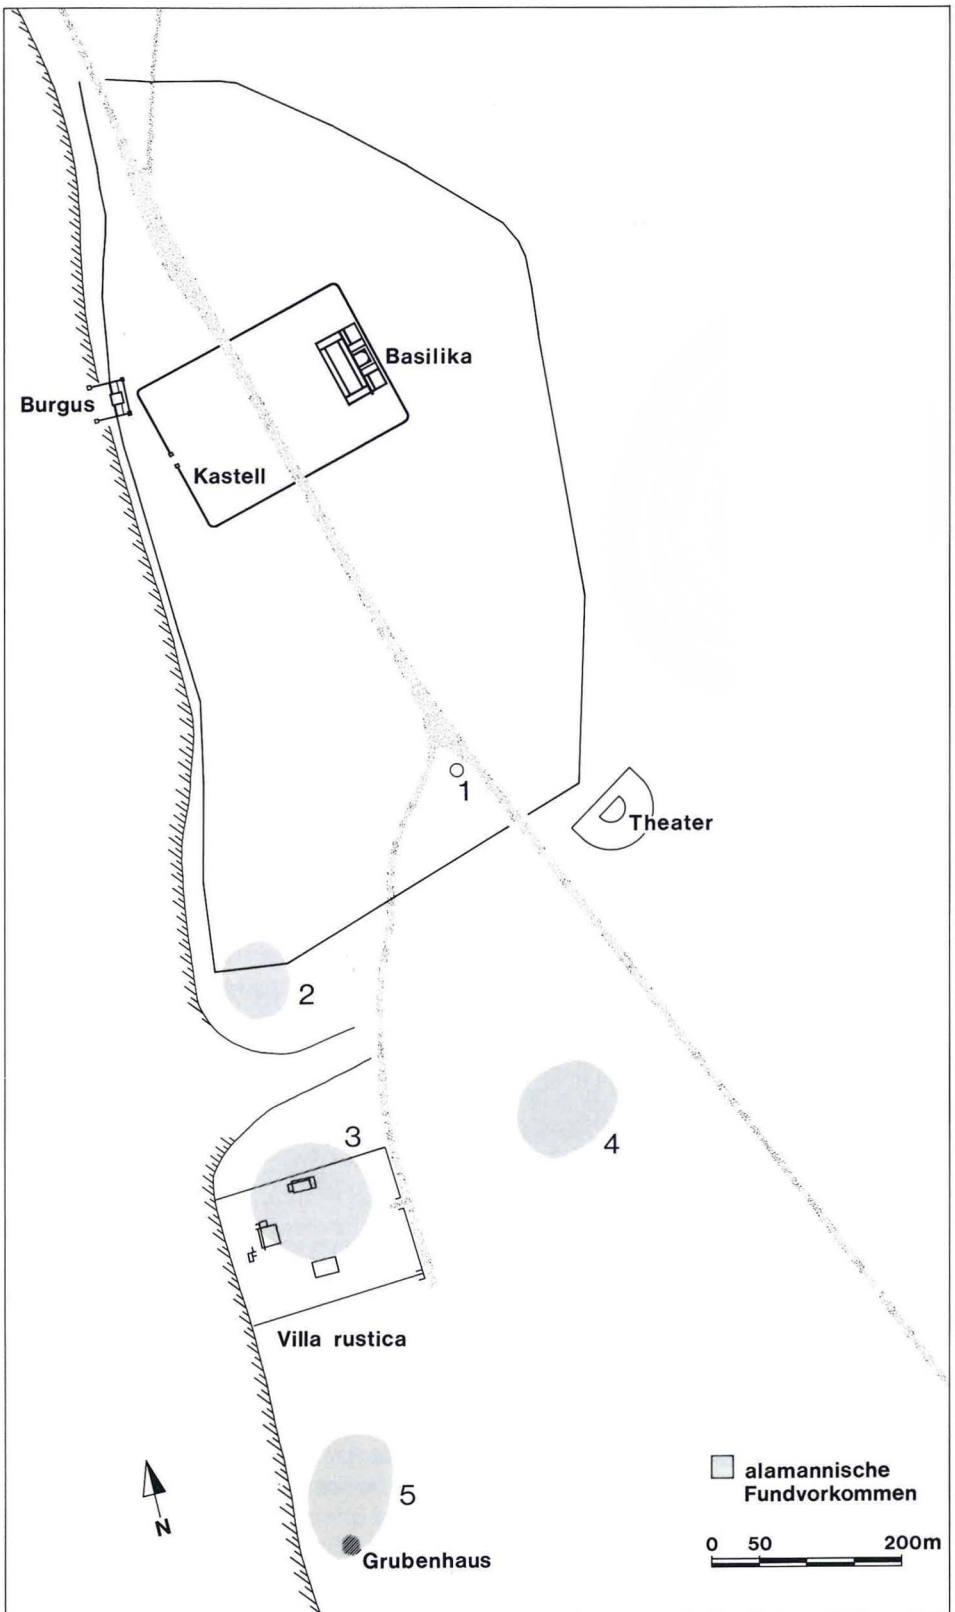 Basilika
Burgus
Kastell
1
Theater
2
3
4
Villa rustica
5
Grubenhaus
N
alamannische
Fundvorkommen
0 50 200m